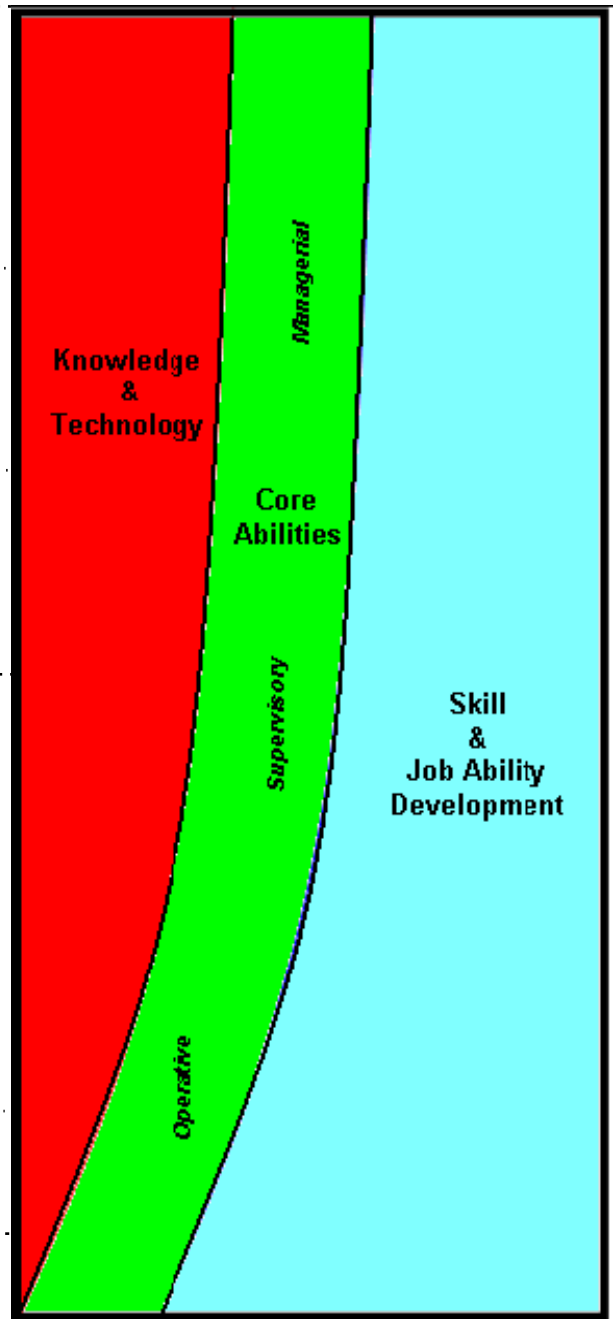 Managerial
Knowledge
&
Technology
Core
Abilities
Supervisory
Skill
&
Job Ability
Development
Operative